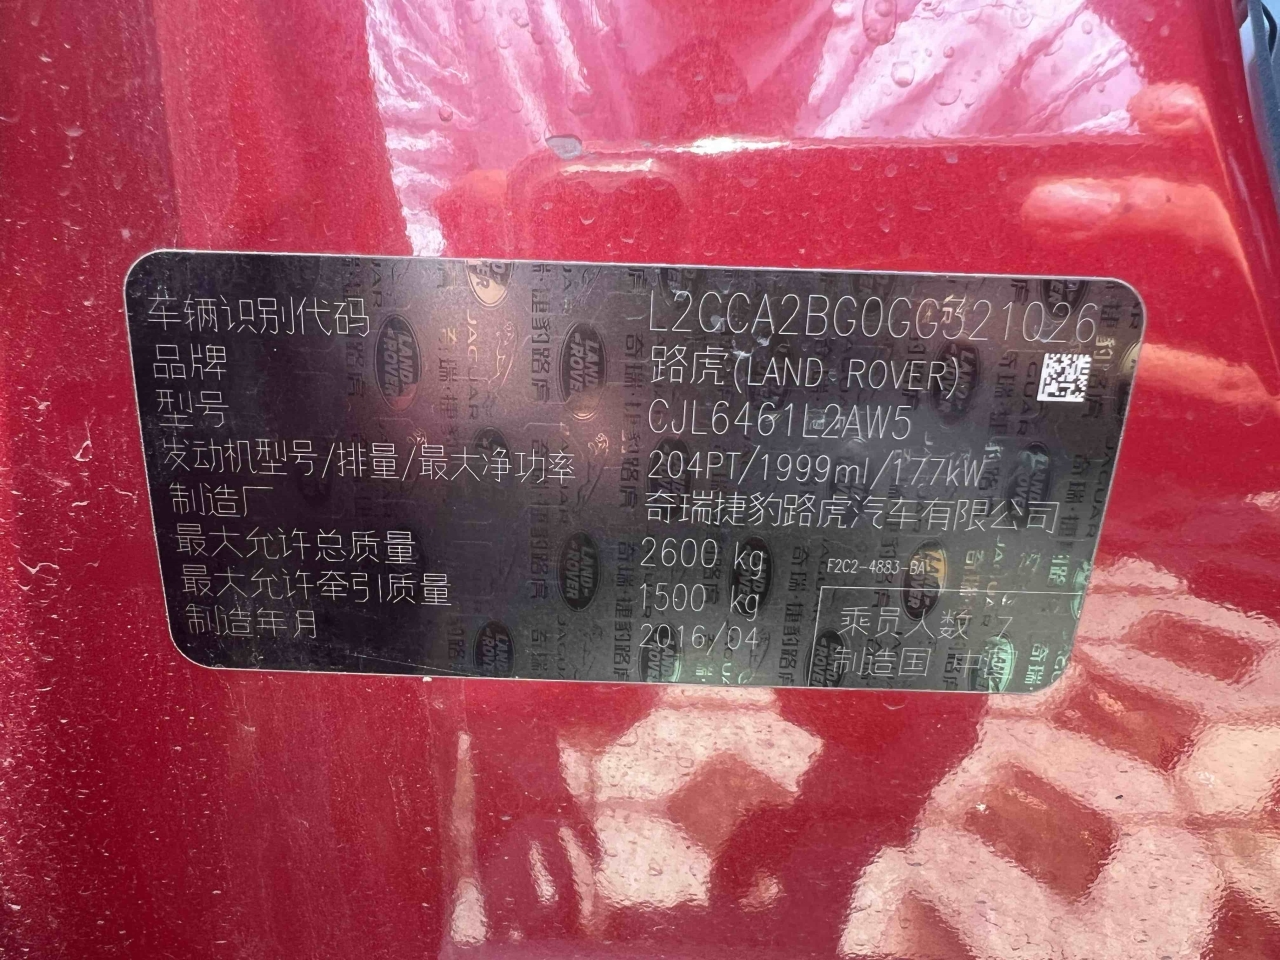 车辆识别代码 L2CCA2BG0GG321026
品牌 路虎(LAND ROVER)
型号 CJL6461L2AW5
发动机型号/排量/最大净功率 204PT/1999ml/177kW
制造厂 奇瑞捷豹路虎汽车有限公司
最大允许总质量 2600 kg F2C2-4883-BA
最大允许牵引质量 1500 kg
制造年月 2016/04 乘员人数 7
制造国 中